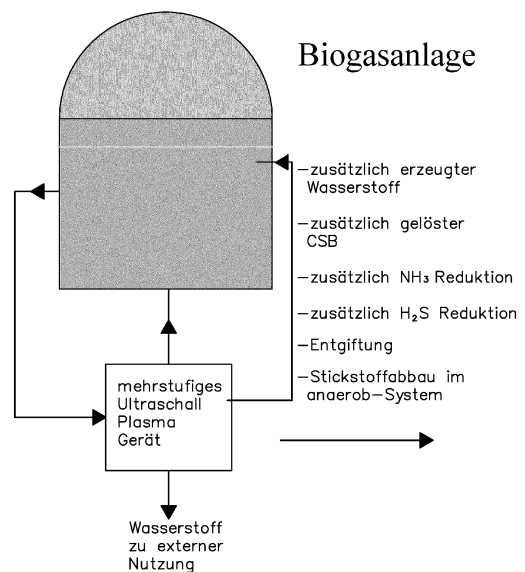 Biogasanlage
–zusätzlich erzeugter
Wasserstoff
–zusätzlich gelöster
CSB
–zusätzlich NH₃ Reduktion
–zusätzlich H₂S Reduktion
–Entgiftung
–Stickstoffabbau im
anaerob–System
mehrstufiges
Ultraschall
Plasma
Gerät
Wasserstoff
zu externer
Nutzung